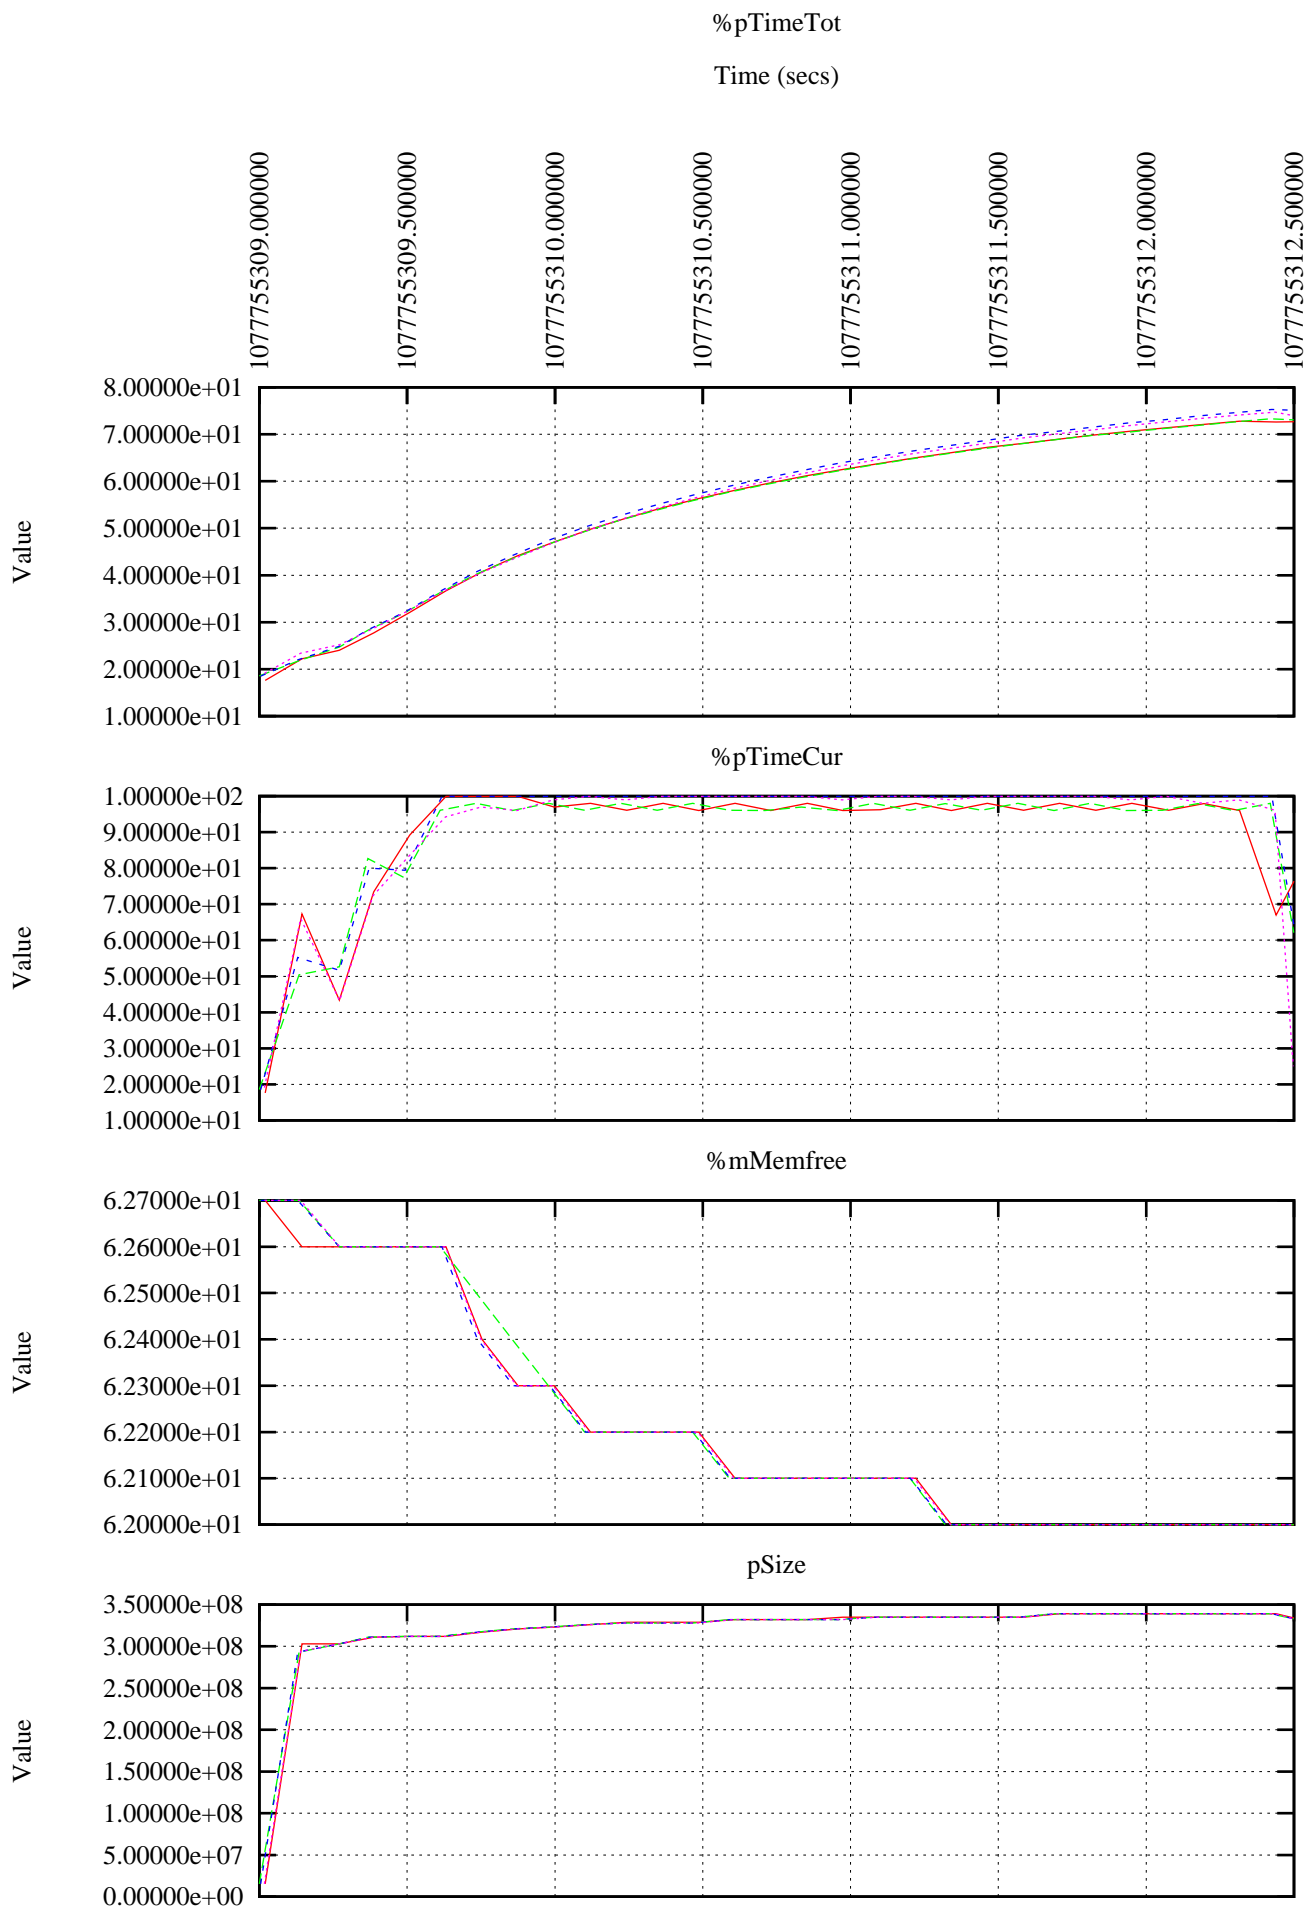 %pTimeTot
Time (secs)
1077755309.000000
1077755309.500000
1077755310.000000
1077755310.500000
1077755311.000000
1077755311.500000
1077755312.000000
1077755312.500000
8.00000e+01
7.00000e+01
6.00000e+01
5.00000e+01
4.00000e+01
3.00000e+01
2.00000e+01
1.00000e+01
Value
%pTimeCur
1.00000e+02
9.00000e+01
8.00000e+01
7.00000e+01
6.00000e+01
5.00000e+01
4.00000e+01
3.00000e+01
2.00000e+01
1.00000e+01
Value
%mMemfree
6.27000e+01
6.26000e+01
6.25000e+01
6.24000e+01
6.23000e+01
6.22000e+01
6.21000e+01
6.20000e+01
Value
pSize
3.50000e+08
3.00000e+08
2.50000e+08
2.00000e+08
1.50000e+08
1.00000e+08
5.00000e+07
0.00000e+00
Value